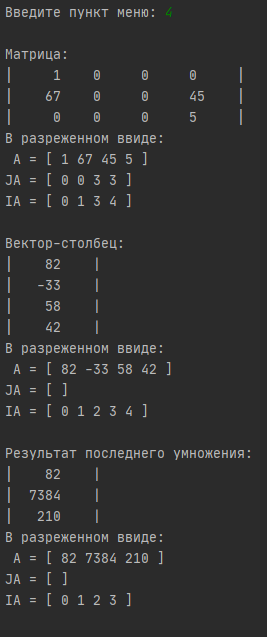 Введите пункт меню: 4
Матрица:
| 1 0 0 0 |
| 67 0 0 45 |
| 0 0 0 5 |
В разреженном ввиде:
A = [ 1 67 45 5 ]
JA = [ 0 0 3 3 ]
IA = [ 0 1 3 4 ]
Вектор-столбец:
| 82 |
| -33 |
| 58 |
| 42 |
В разреженном ввиде:
A = [ 82 -33 58 42 ]
JA = [ ]
IA = [ 0 1 2 3 4 ]
Результат последнего умножения:
| 82 |
| 7384 |
| 210 |
В разреженном ввиде:
A = [ 82 7384 210 ]
JA = [ ]
IA = [ 0 1 2 3 ]